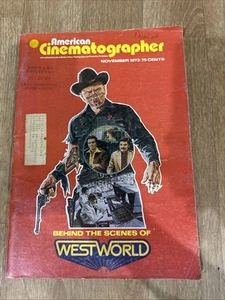 American
Cinematographer
NOVEMBER 1973 75 CENTS
BEHIND THE SCENES OF
WESTWORLD